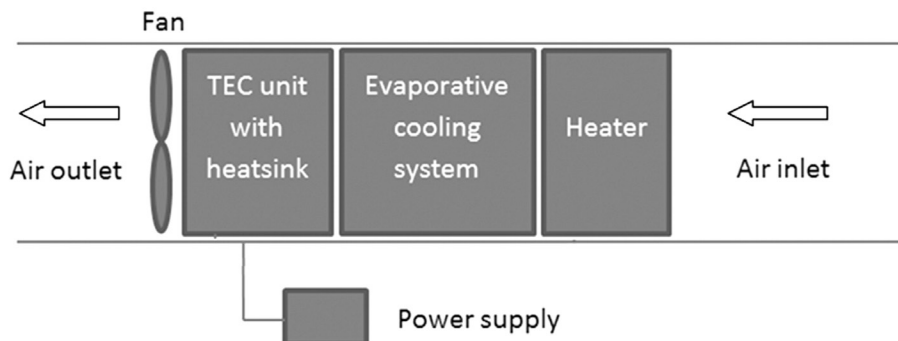 Fan
TEC unit
with
heatsink
Evaporative
cooling
system
Heater
Air outlet
Air inlet
Power supply